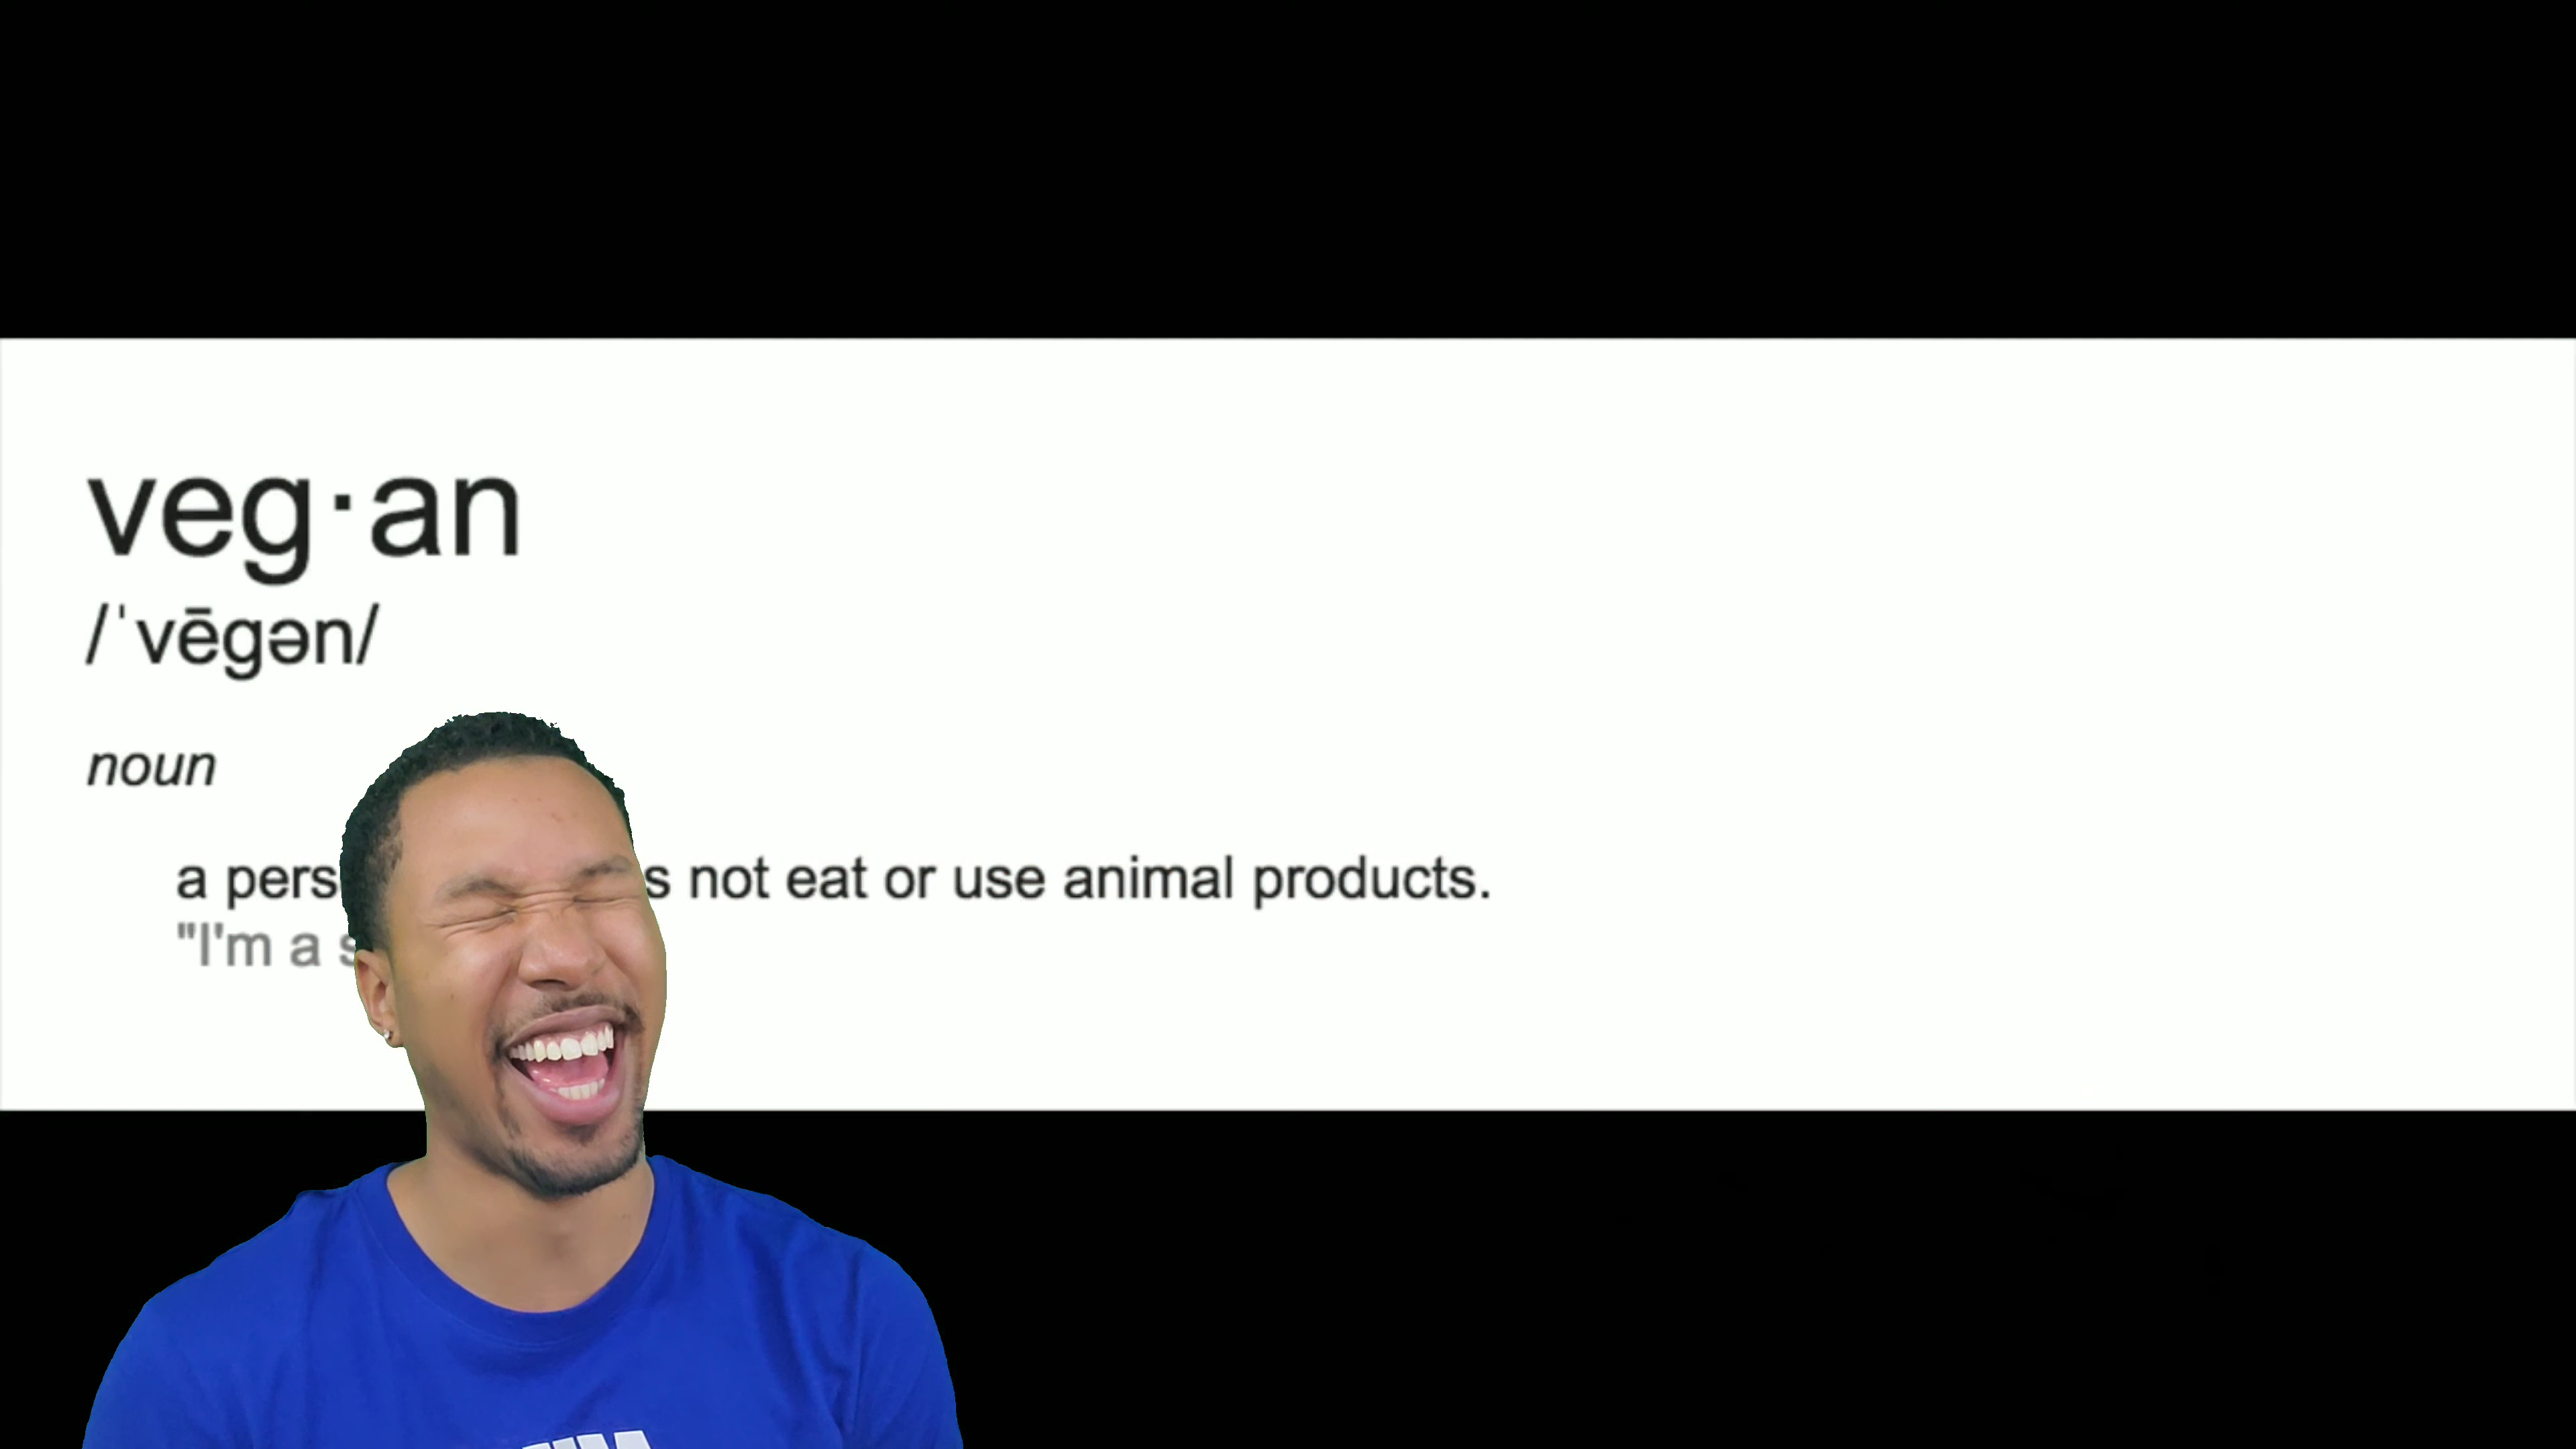 veg·an
/ˈvēgən/
noun
a pers s not eat or use animal products.
"I'm a s